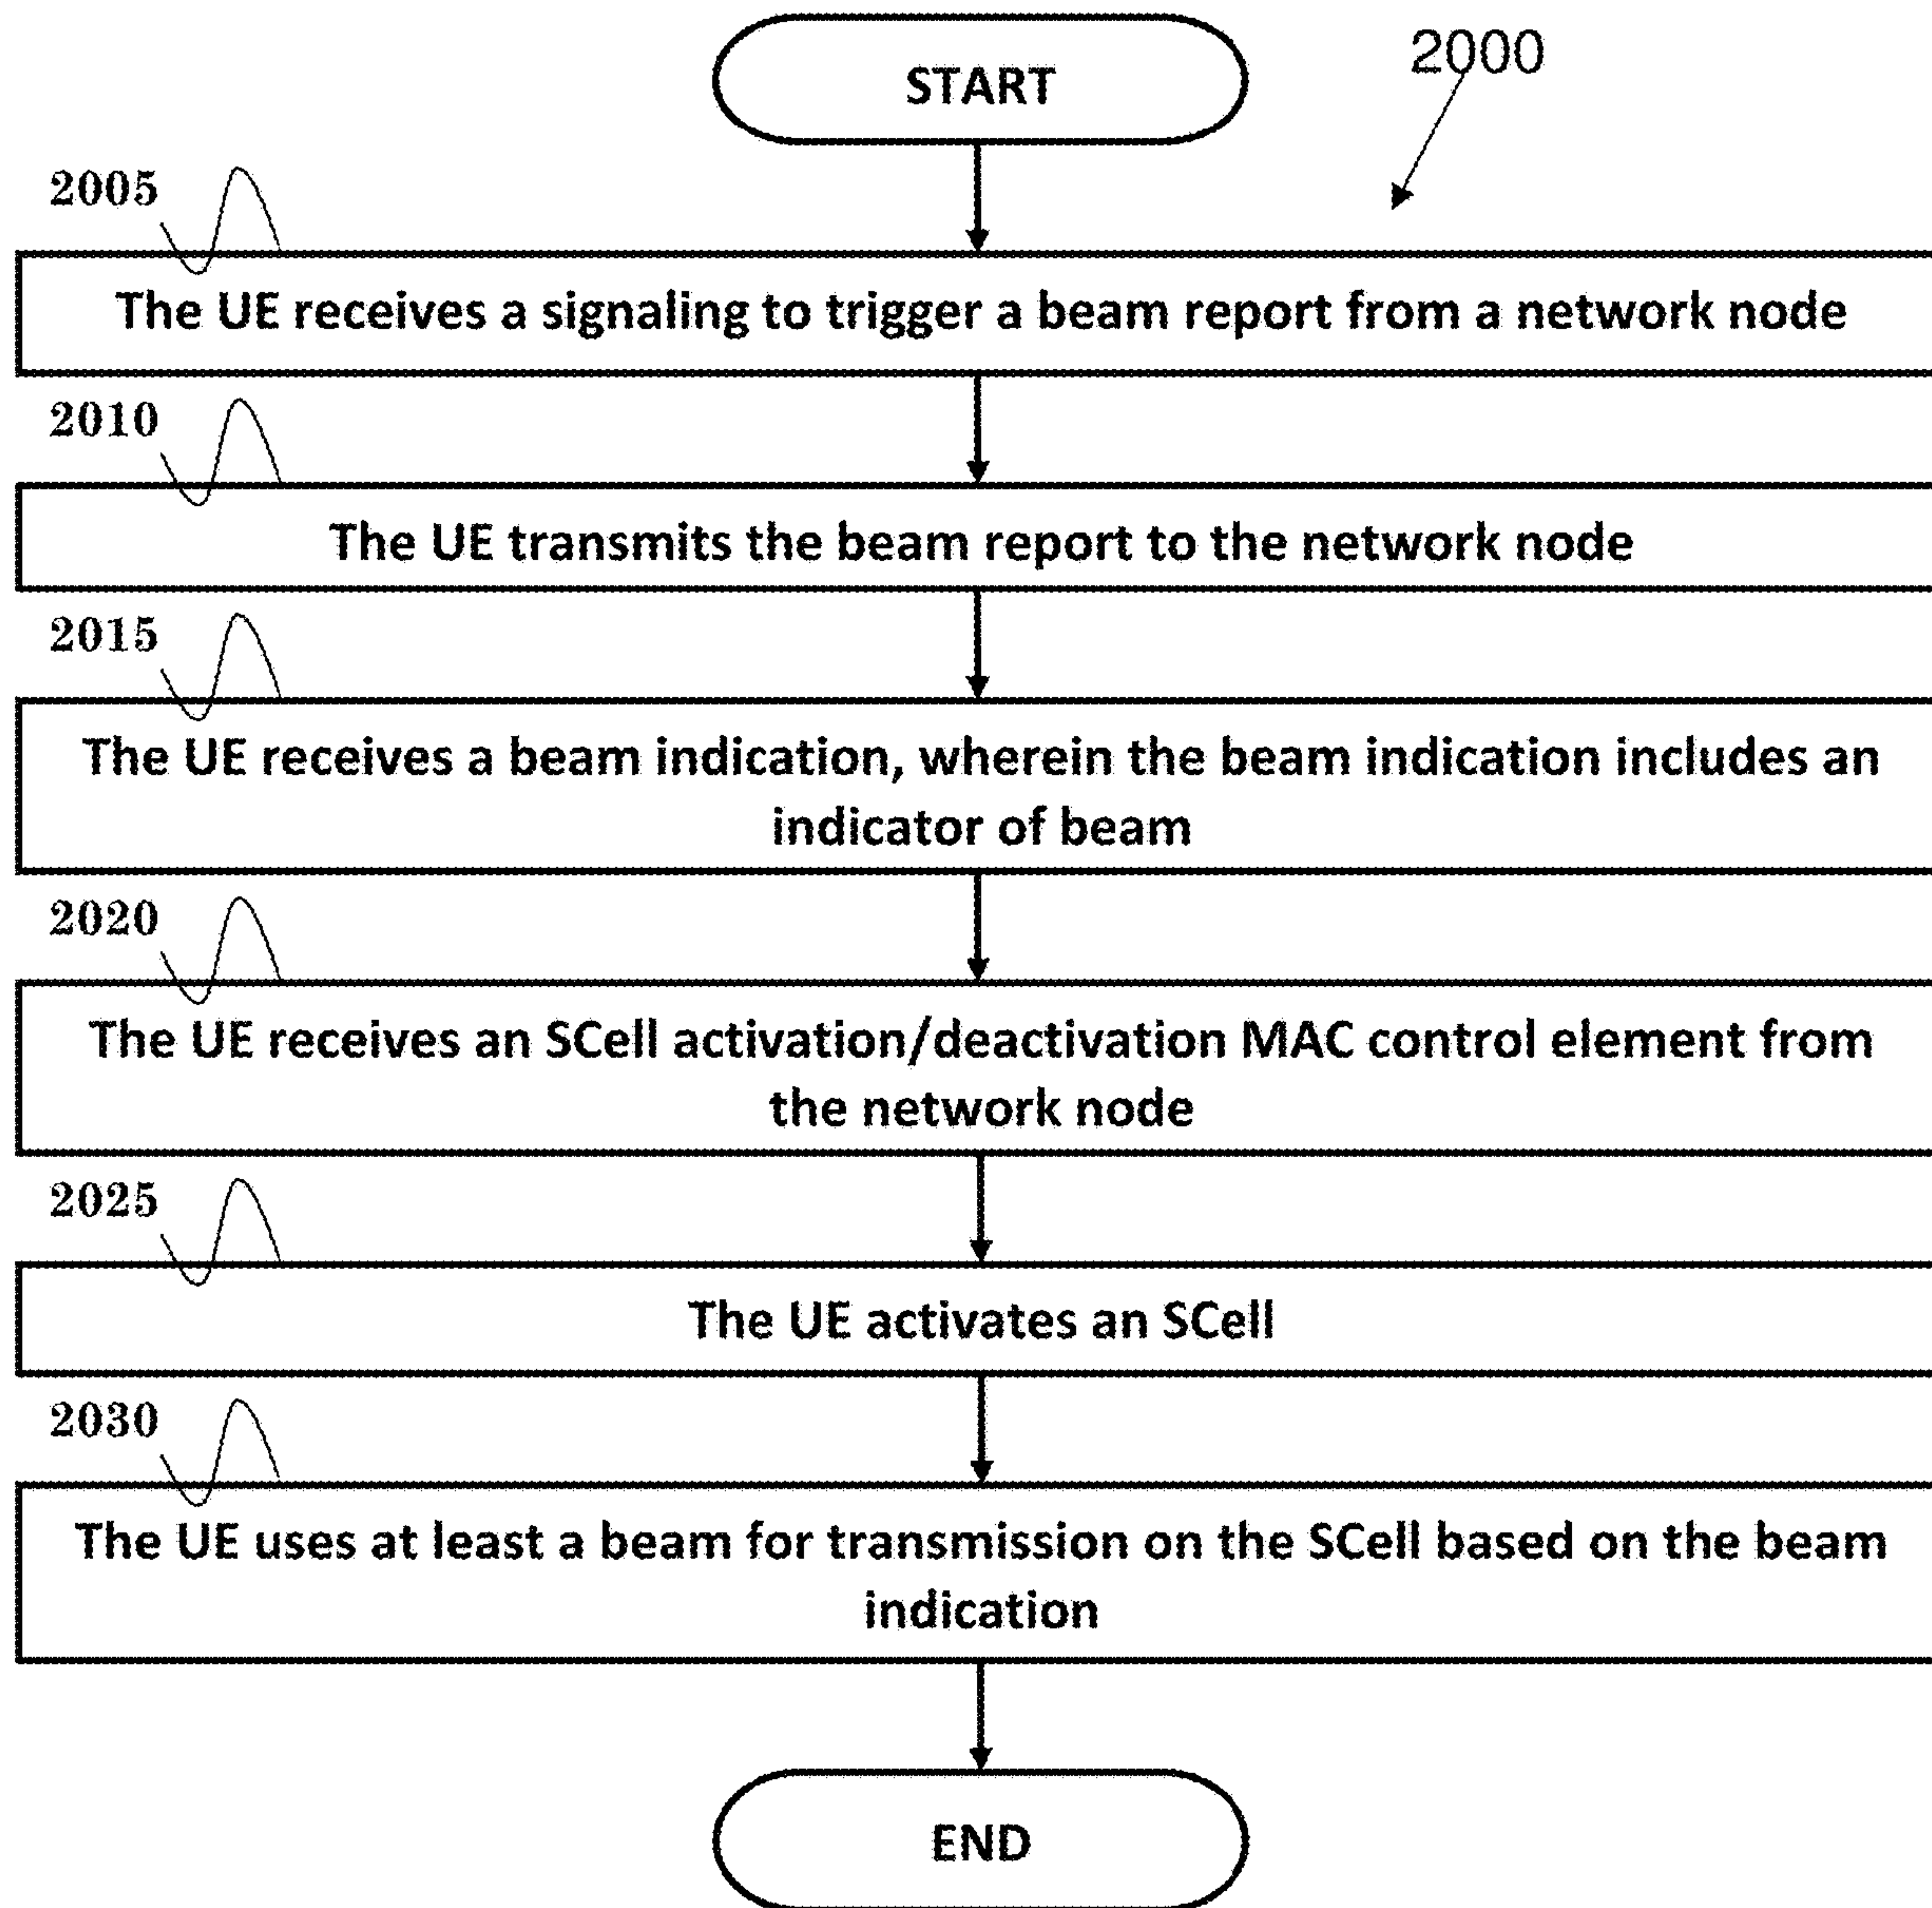 START
2000
2005
The UE receives a signaling to trigger a beam report from a network node
2010
The UE transmits the beam report to the network node
2015
The UE receives a beam indication, wherein the beam indication includes an
indicator of beam
2020
The UE receives an SCell activation/deactivation MAC control element from
the network node
2025
The UE activates an SCell
2030
The UE uses at least a beam for transmission on the SCell based on the beam
indication
END